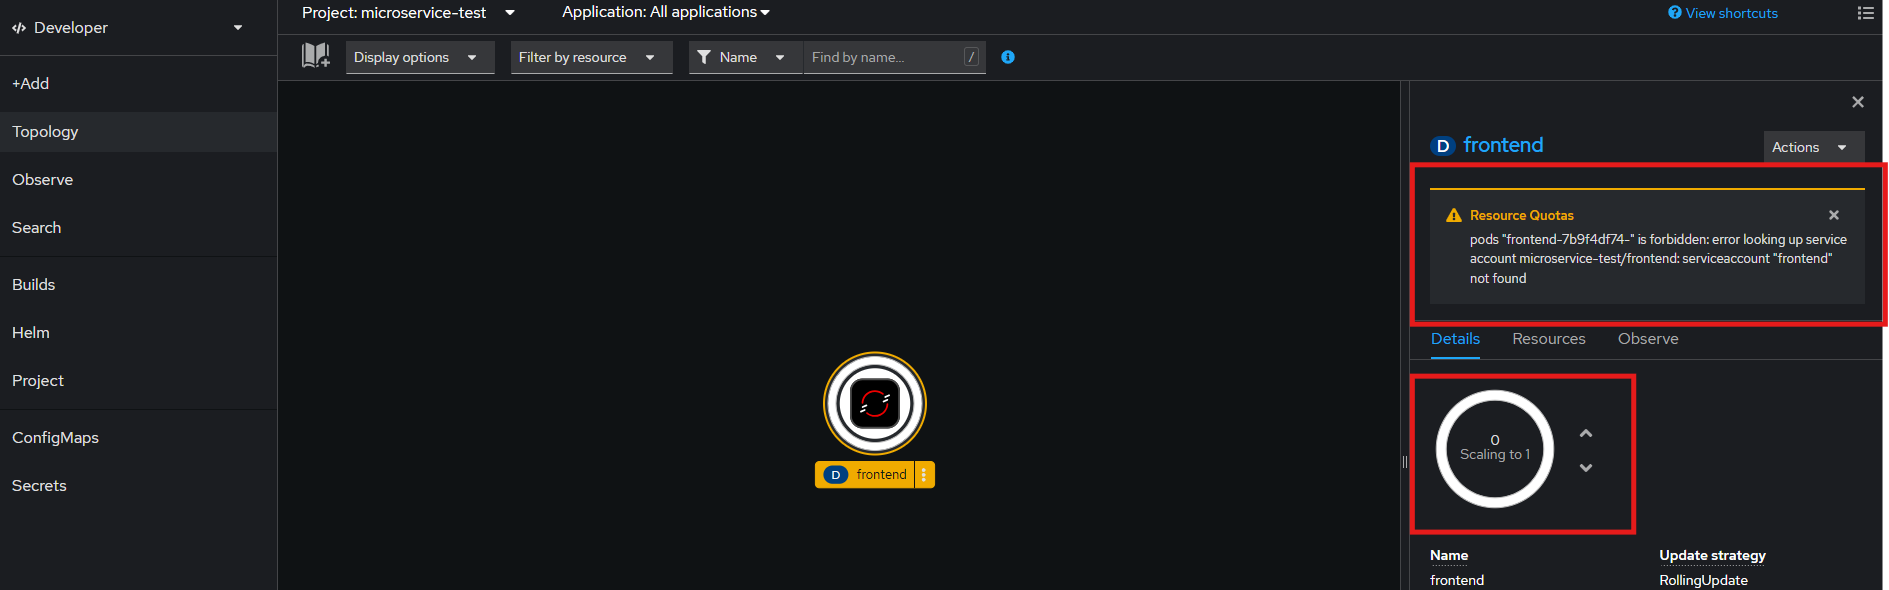 Developer
+Add
Topology
Observe
Search
Builds
Helm
Project
ConfigMaps
Secrets
Project: microservice-test
Application: All applications
View shortcuts
Display options
Filter by resource
Name
Find by name...
/
D frontend
D frontend
Actions
Resource Quotas
pods "frontend-7b9f4df74-" is forbidden: error looking up service
account microservice-test/frontend: serviceaccount "frontend"
not found
Details
Resources
Observe
0
Scaling to 1
Name
frontend
Update strategy
RollingUpdate